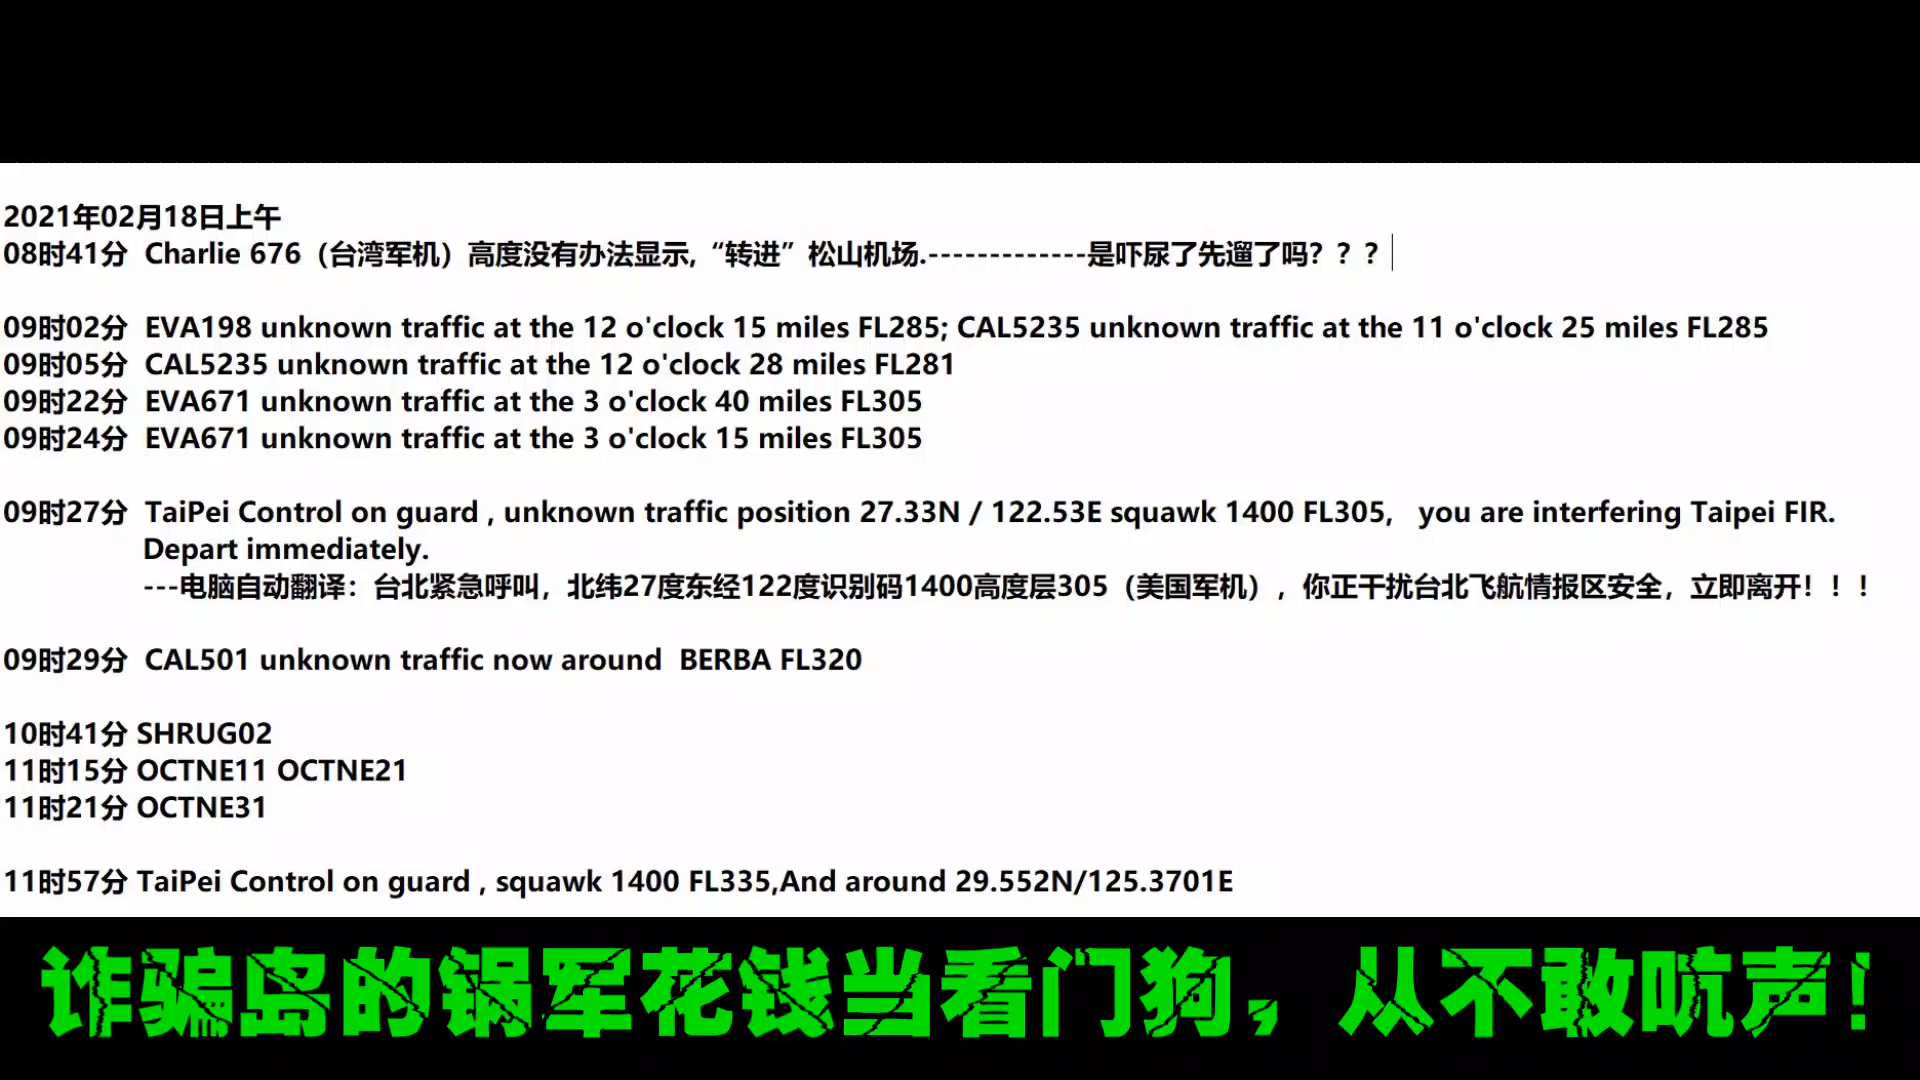 2021年02月18日上午
08时41分 Charlie 676（台湾军机）高度没有办法显示,“转进”松山机场.-------------是吓尿了先遛了吗？？？
09时02分 EVA198 unknown traffic at the 12 o'clock 15 miles FL285; CAL5235 unknown traffic at the 11 o'clock 25 miles FL285
09时05分 CAL5235 unknown traffic at the 12 o'clock 28 miles FL281
09时22分 EVA671 unknown traffic at the 3 o'clock 40 miles FL305
09时24分 EVA671 unknown traffic at the 3 o'clock 15 miles FL305
09时27分 TaiPei Control on guard , unknown traffic position 27.33N / 122.53E squawk 1400 FL305, you are interfering Taipei FIR.
Depart immediately.
---电脑自动翻译：台北紧急呼叫，北纬27度东经122度识别码1400高度层305（美国军机），你正干扰台北飞航情报区安全，立即离开！！！
09时29分 CAL501 unknown traffic now around BERBA FL320
10时41分 SHRUG02
11时15分 OCTNE11 OCTNE21
11时21分 OCTNE31
11时57分 TaiPei Control on guard , squawk 1400 FL335,And around 29.552N/125.3701E
诈骗岛的锅军花钱当看门狗，从不敢吭声！